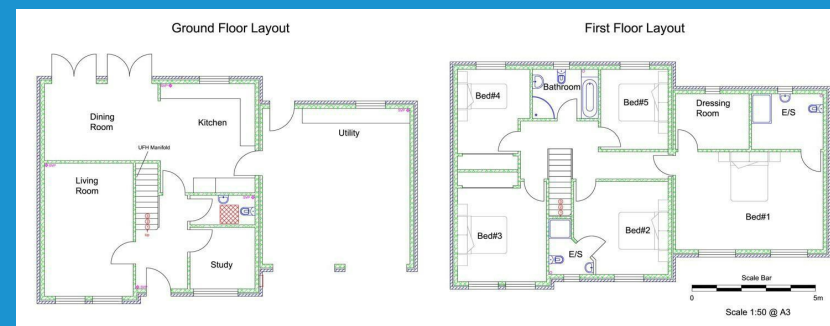 Ground Floor Layout
First Floor Layout
Dining
Room
Kitchen
Utility
UFH Manifold
Living
Room
Study
Bed#4
Bathroom
Bed#5
Dressing
Room
E/S
Bed#3
E/S
Bed#2
Bed#1
Scale Bar
0
5m
Scale 1:50 @ A3